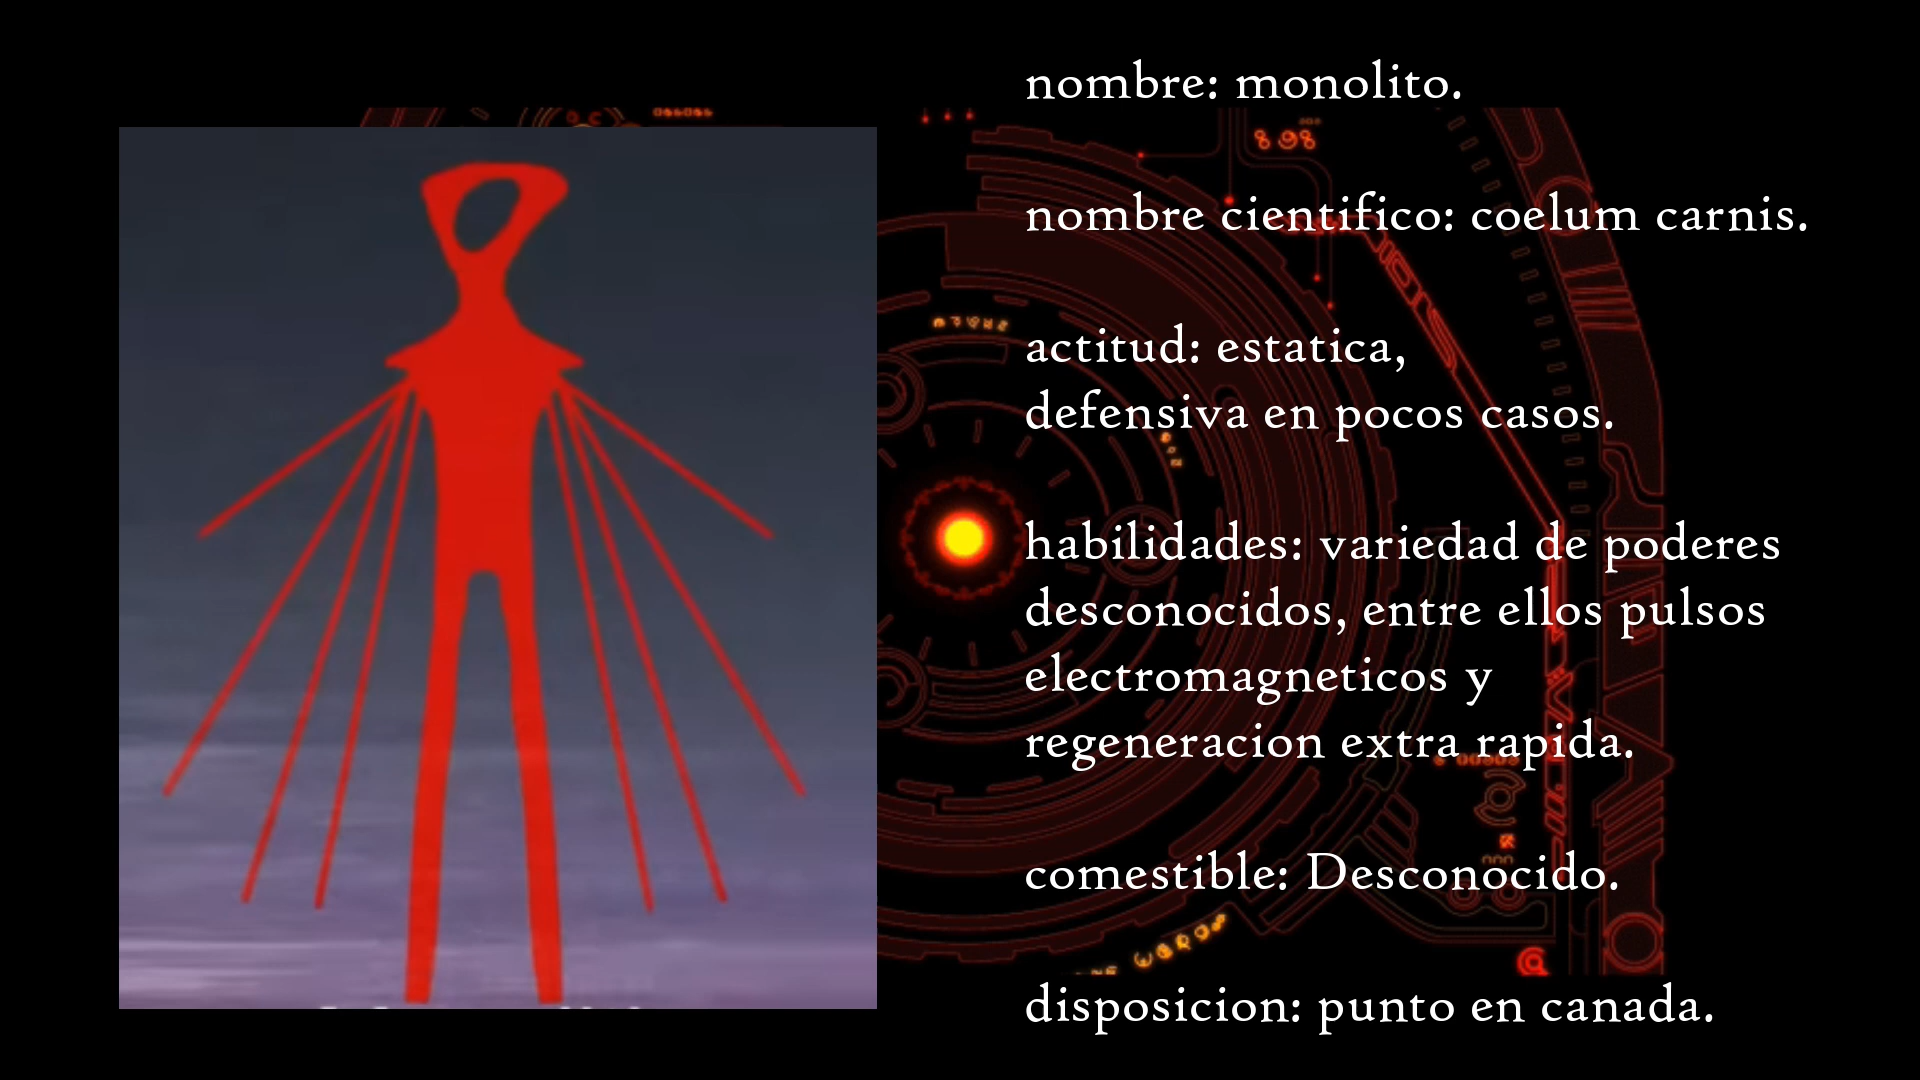 nombre: monolito.
nombre cientifico: coelum carnis.
actitud: estatica,
defensiva en pocos casos.
habilidades: variedad de poderes
desconocidos, entre ellos pulsos
electromagneticos y
regeneracion extra rapida.
comestible: Desconocido.
disposicion: punto en canada.